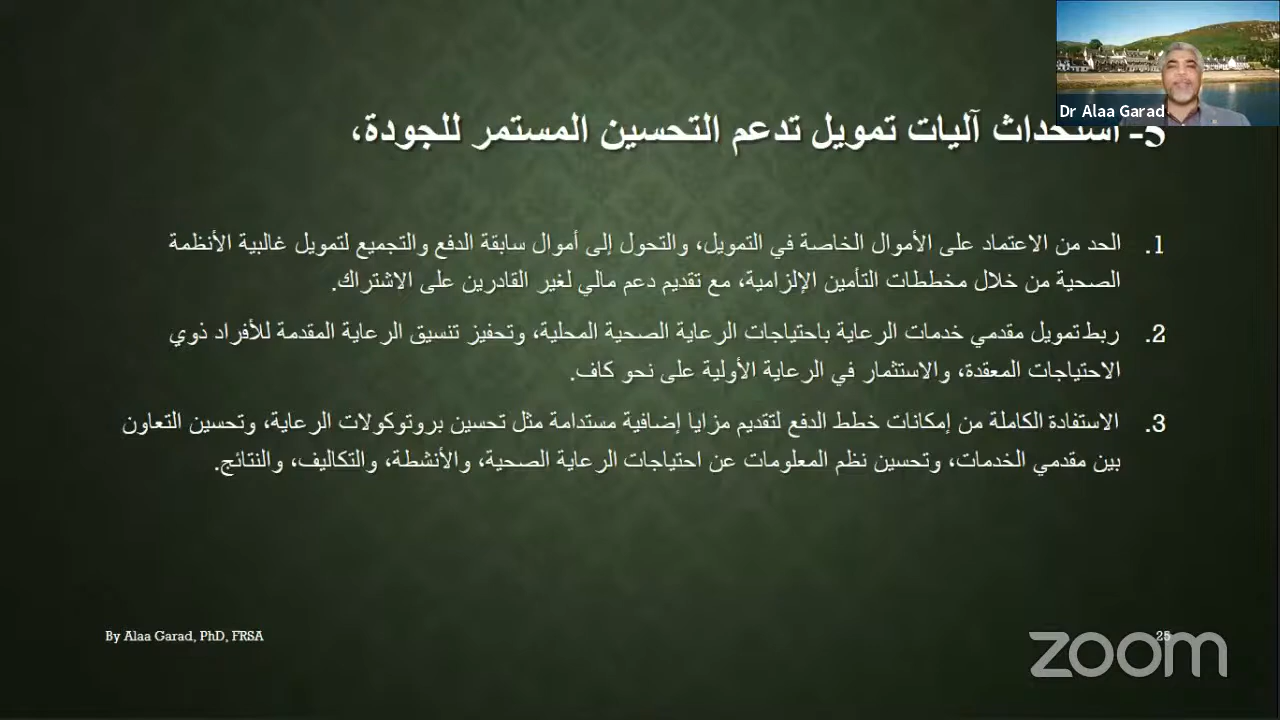 Dr Alaa Garad
5- استحداث آليات تمويل تدعم التحسين المستمر للجودة،
1. الحد من الاعتماد على الأموال الخاصة في التمويل، والتحول إلى أموال سابقة الدفع والتجميع لتمويل غالبية الأنظمة
الصحية من خلال مخططات التأمين الإلزامية، مع تقديم دعم مالي لغير القادرين على الاشتراك.
2. ربط تمويل مقدمي خدمات الرعاية باحتياجات الرعاية الصحية المحلية، وتحفيز تنسيق الرعاية المقدمة للأفراد ذوي
الاحتياجات المعقدة، والاستثمار في الرعاية الأولية على نحو كاف.
3. الاستفادة الكاملة من إمكانات خطط الدفع لتقديم مزايا إضافية مستدامة مثل تحسين بروتوكولات الرعاية، وتحسين التعاون
بين مقدمي الخدمات، وتحسين نظم المعلومات عن احتياجات الرعاية الصحية، والأنشطة، والتكاليف، والنتائج.
By Alaa Garad, PhD, FRSA
25
zoom